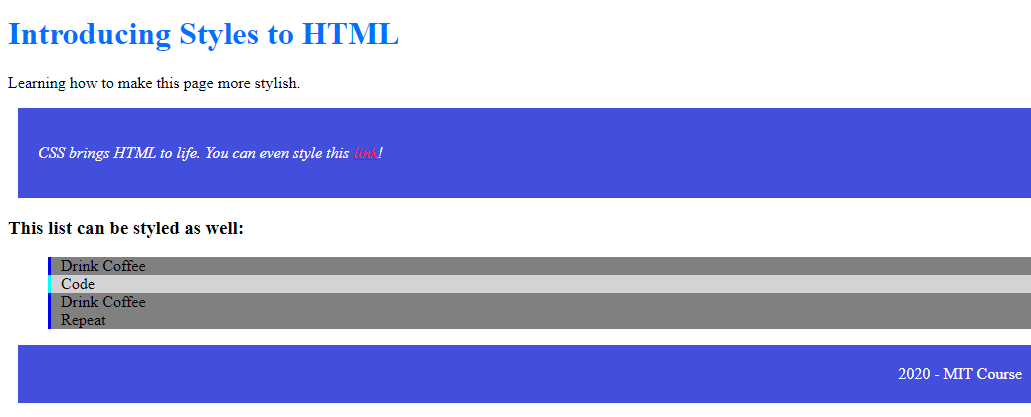 Introducing Styles to HTML
Learning how to make this page more stylish.
CSS brings HTML to life. You can even style this link!
This list can be styled as well:
Drink Coffee
Code
Drink Coffee
Repeat
2020 - MIT Course